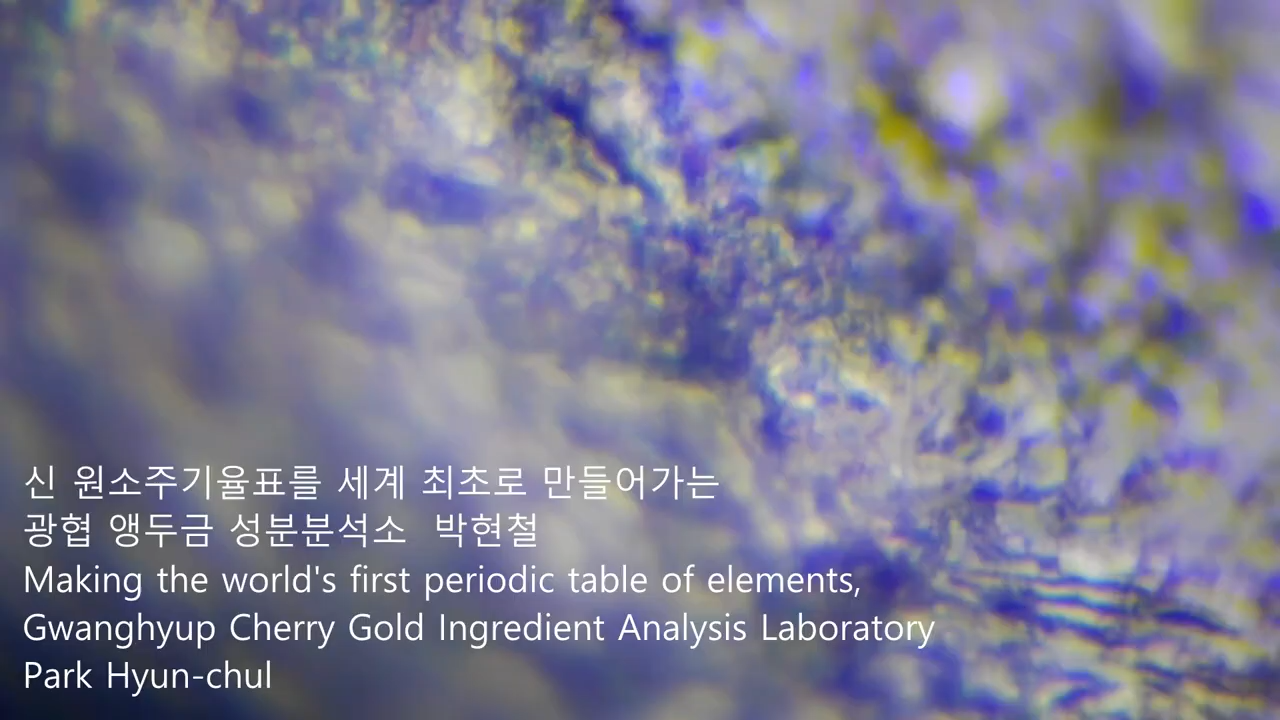 신 원소주기율표를 세계 최초로 만들어가는
광협 앵두금 성분분석소 박현철
Making the world's first periodic table of elements,
Gwanghyup Cherry Gold Ingredient Analysis Laboratory
Park Hyun-chul